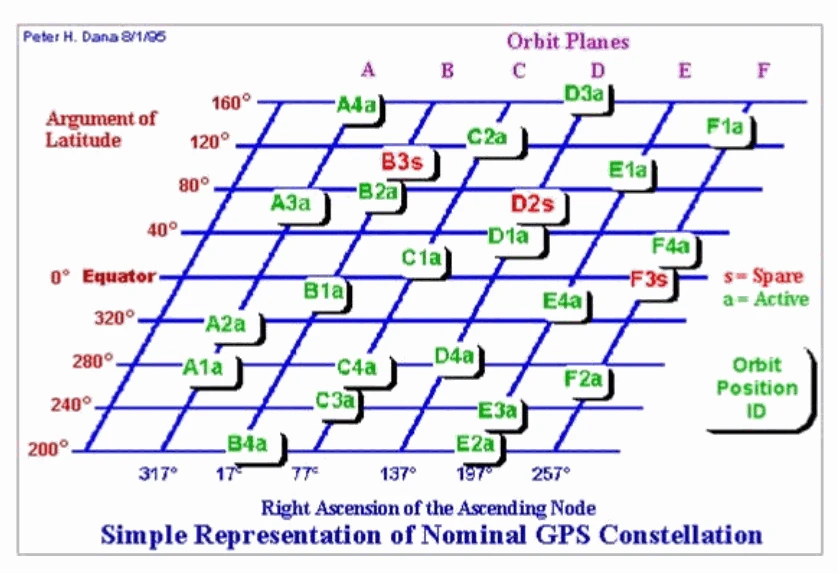 Peter H. Dana 8/1/95
Orbit Planes
A B C D E F
Argument of
Latitude
160°
120°
80°
40°
0° Equator
320°
280°
240°
200°
A4a
D3a
F1a
C2a
B3s
E1a
B2a
A3a
D2s
D1a
F4a
C1a
F3s
B1a
E4a
A2a
D4a
A1a
C4a
F2a
C3a
E3a
B4a
E2a
s = Spare
a = Active
Orbit
Position
ID
317° 17° 77° 137° 197° 257°
Right Ascension of the Ascending Node
Simple Representation of Nominal GPS Constellation